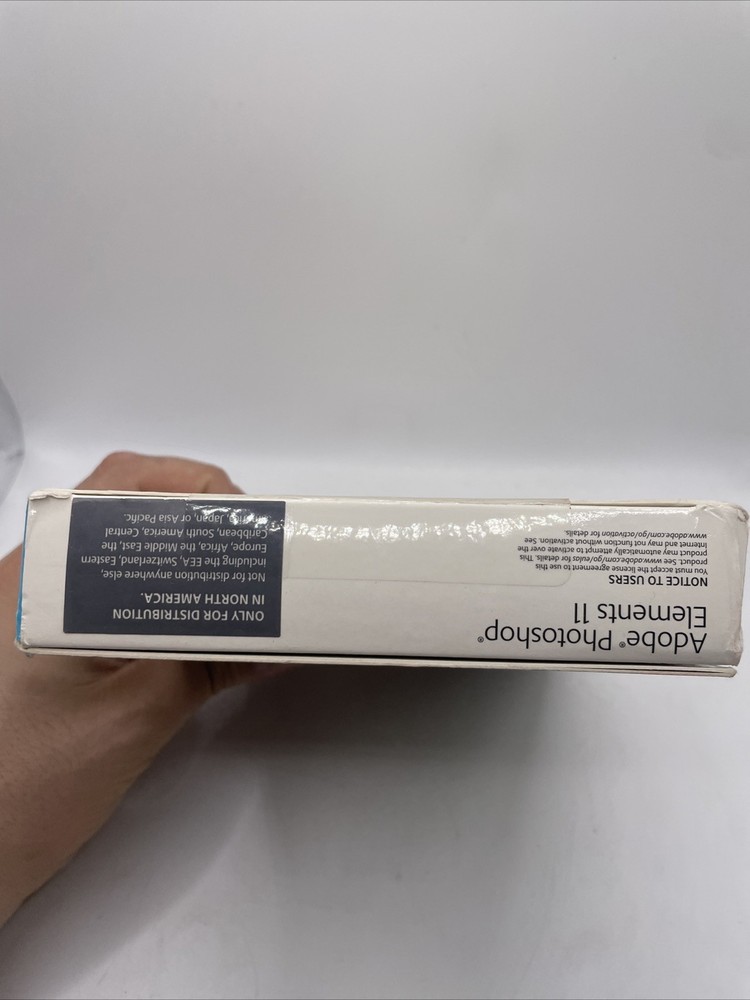 Adobe® Photoshop®
Elements 11
NOTICE TO USERS
You must accept the license agreement to use this
product. See www.adobe.com/go/eulas for details. This
product may automatically attempt to activate over the
Internet and may not function without activation. See
www.adobe.com/go/activation for details.
ONLY FOR DISTRIBUTION
IN NORTH AMERICA.
Not for distribution anywhere else,
including the EEA, Switzerland, Eastern
Europe, Africa, the Middle East, the
Caribbean, South America, Central
Japan, or Asia Pacific.